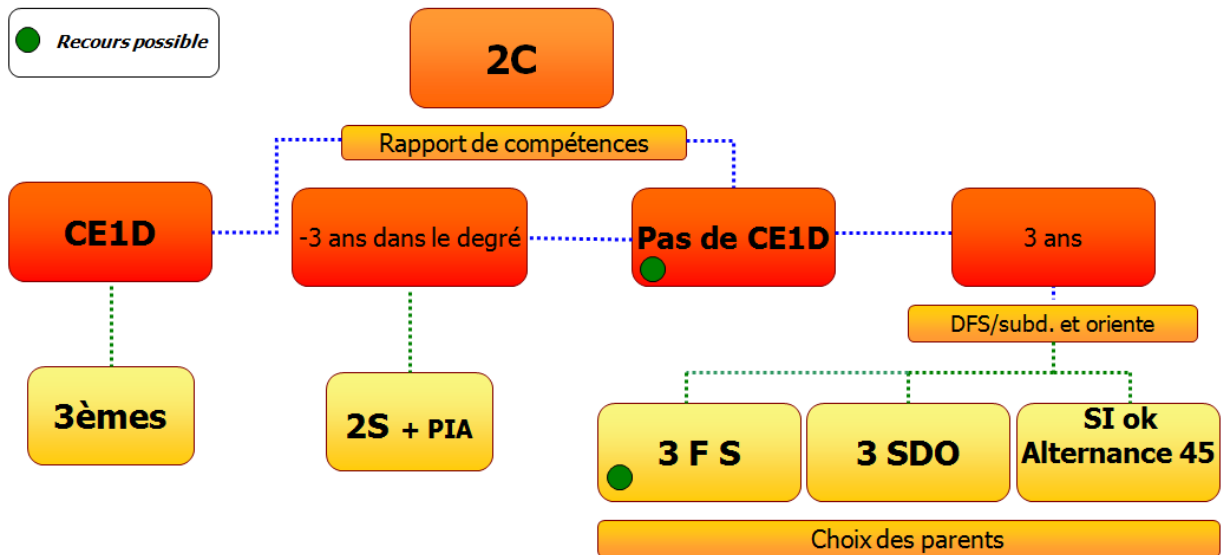 Recours possible
2C
Rapport de compétences
CE1D
-3 ans dans le degré
Pas de CE1D
3 ans
DFS/subd. et oriente
3èmes
2S + PIA
3 F S
3 SDO
SI ok
Alternance 45
Choix des parents